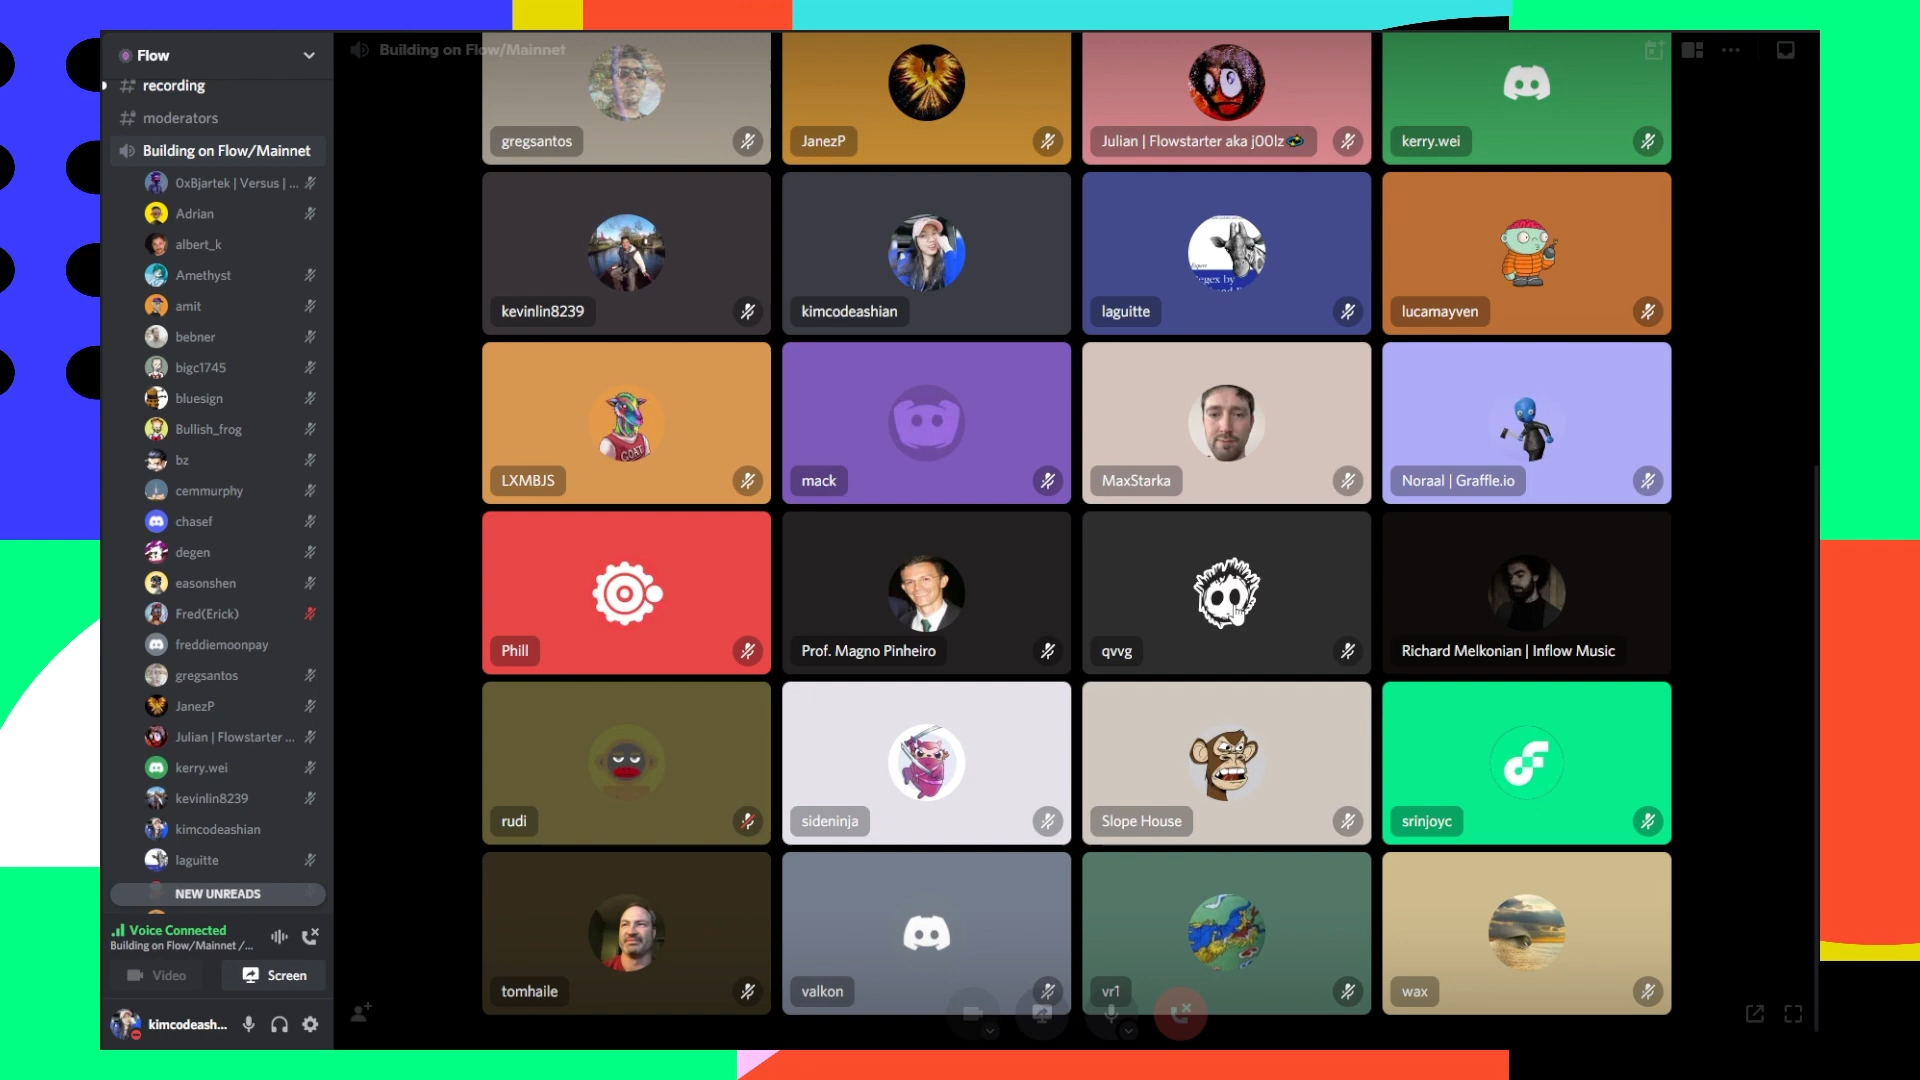 Flow
recording
moderators
Building on Flow/Mainnet
0xBjartek | Versus | ...
Adrian
albert_k
Amethyst
amit
bebner
bigc1745
bluesign
Bullish_frog
bz
cemmurphy
chasef
degen
easonshen
Fred(Erick)
freddiemoonpay
gregsantos
JanezP
Julian | Flowstarter ...
kerry.wei
kevinlin8239
kimcodeashian
laguitte
NEW UNREADS
Voice Connected
Building on Flow/Mainnet /...
Video
Screen
kimcodeash...
Building on Flow/Mainnet
gregsantos
JanezP
Julian | Flowstarter aka j00lz
kerry.wei
kevinlin8239
kimcodeashian
laguitte
lucamayven
LXMBJS
mack
MaxStarka
Noraal | Graffle.io
GOAT
Phill
Prof. Magno Pinheiro
qvvg
Richard Melkonian | Inflow Music
rudi
sideninja
Slope House
srinjoyc
tomhaile
valkon
vr1
wax